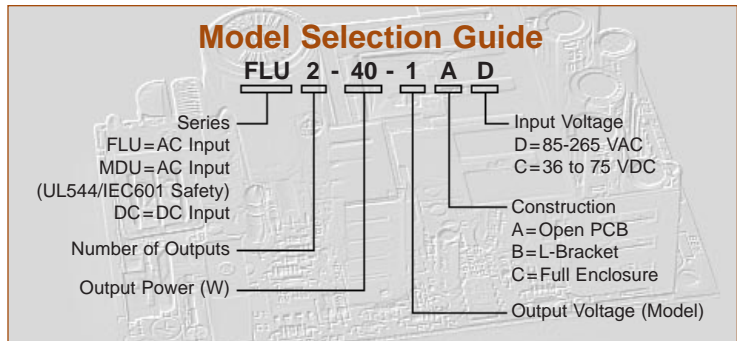 Model Selection Guide
FLU 2 - 40 - 1 A D
Series
FLU=AC Input
MDU=AC Input
(UL544/IEC601 Safety)
DC=DC Input
Number of Outputs
Output Power (W)
Input Voltage
D=85-265 VAC
C=36 to 75 VDC
Construction
A=Open PCB
B=L-Bracket
C=Full Enclosure
Output Voltage (Model)